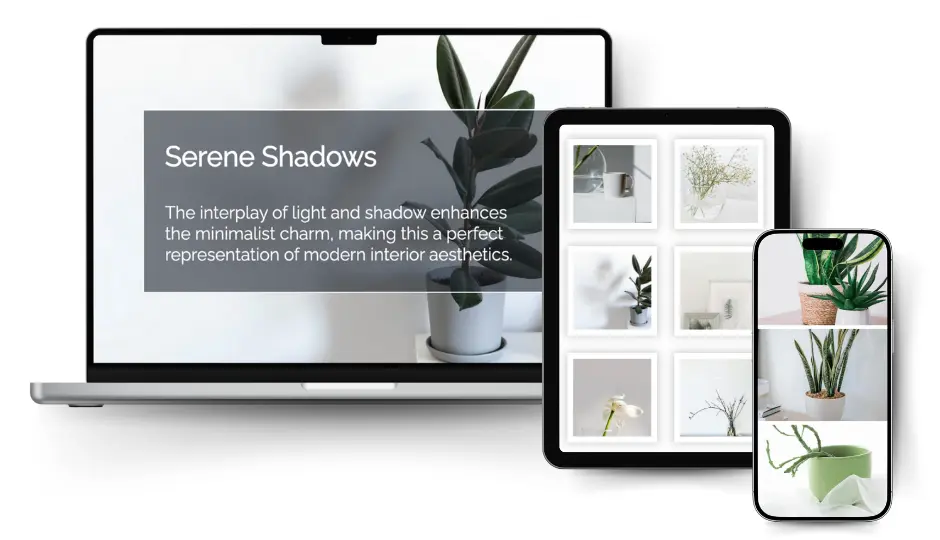 Serene Shadows
The interplay of light and shadow enhances
the minimalist charm, making this a perfect
representation of modern interior aesthetics.